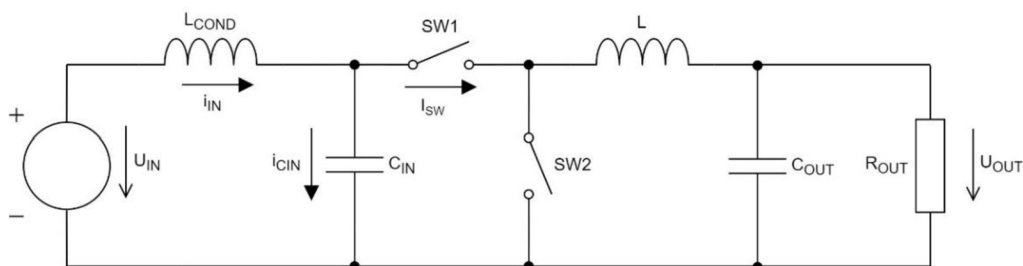 L_COND
SW1
L
i_IN
I_SW
+
U_IN
−
i_CIN
C_IN
SW2
C_OUT
R_OUT
U_OUT